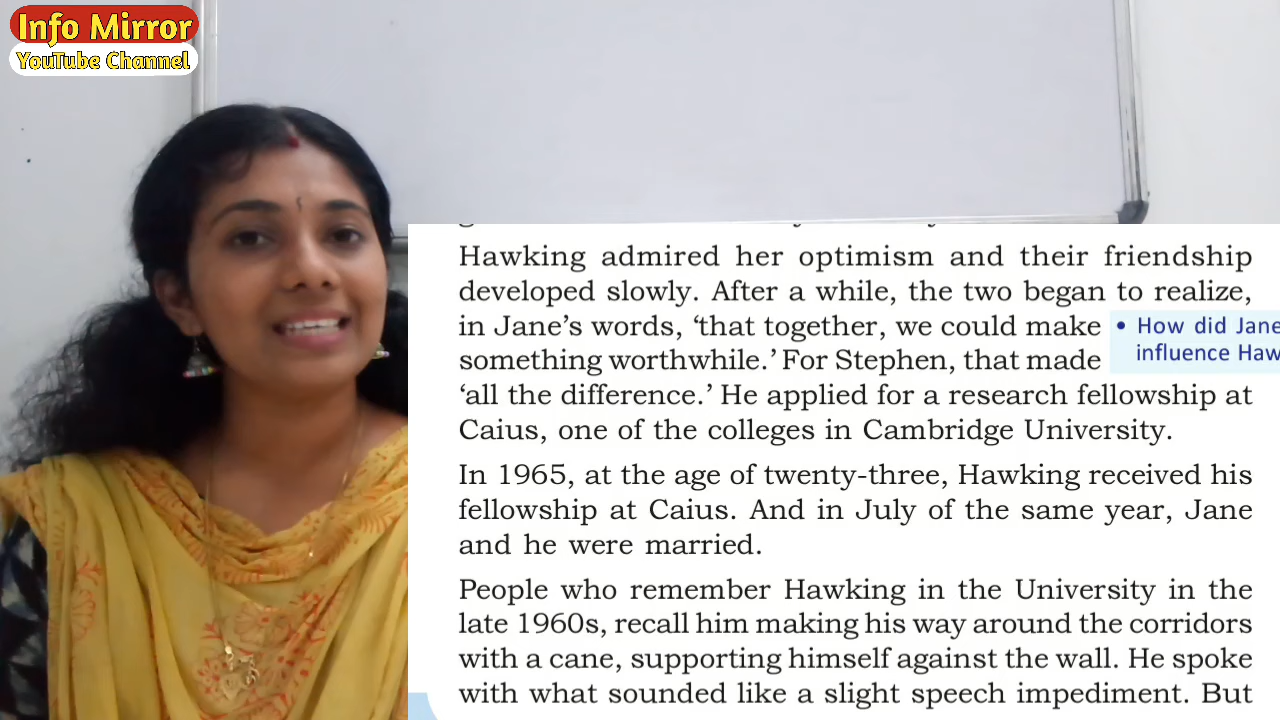 Info Mirror
YouTube Channel
Hawking admired her optimism and their friendship
developed slowly. After a while, the two began to realize,
in Jane's words, 'that together, we could make
something worthwhile.' For Stephen, that made
'all the difference.' He applied for a research fellowship at
Caius, one of the colleges in Cambridge University.
In 1965, at the age of twenty-three, Hawking received his
fellowship at Caius. And in July of the same year, Jane
and he were married.
People who remember Hawking in the University in the
late 1960s, recall him making his way around the corridors
with a cane, supporting himself against the wall. He spoke
with what sounded like a slight speech impediment. But
• How did Jane
influence Haw